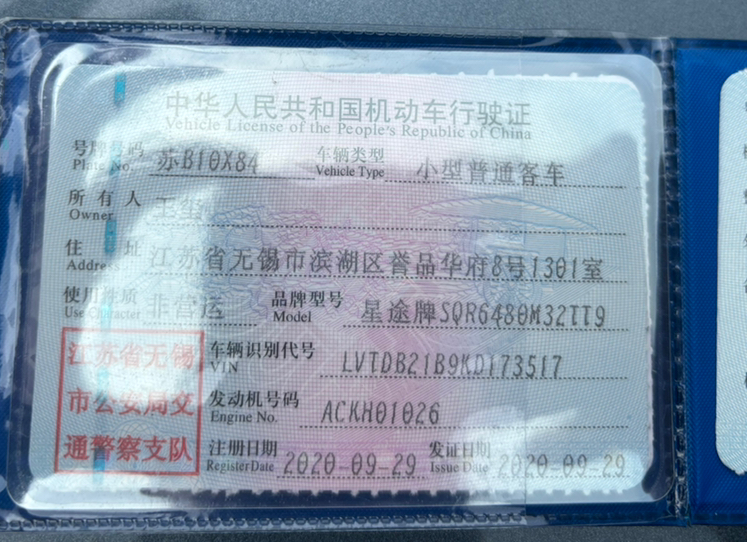 中华人民共和国机动车行驶证
Vehicle License of the People's Republic of China
号牌号码 苏B10X84 车辆类型 小型普通客车
Plate No. Vehicle Type
所有人 王玺
Owner
住址 江苏省无锡市滨湖区誉品华府8号1301室
Address
使用性质 非营运 品牌型号 星途牌SQR6480M32TT9
Use Character Model
江苏省无锡
市公安局交
通警察支队
车辆识别代号 LVTDB21B9KD173517
VIN
发动机号码 ACKH01026
Engine No.
注册日期 2020-09-29 发证日期 2020-09-29
Register Date Issue Date